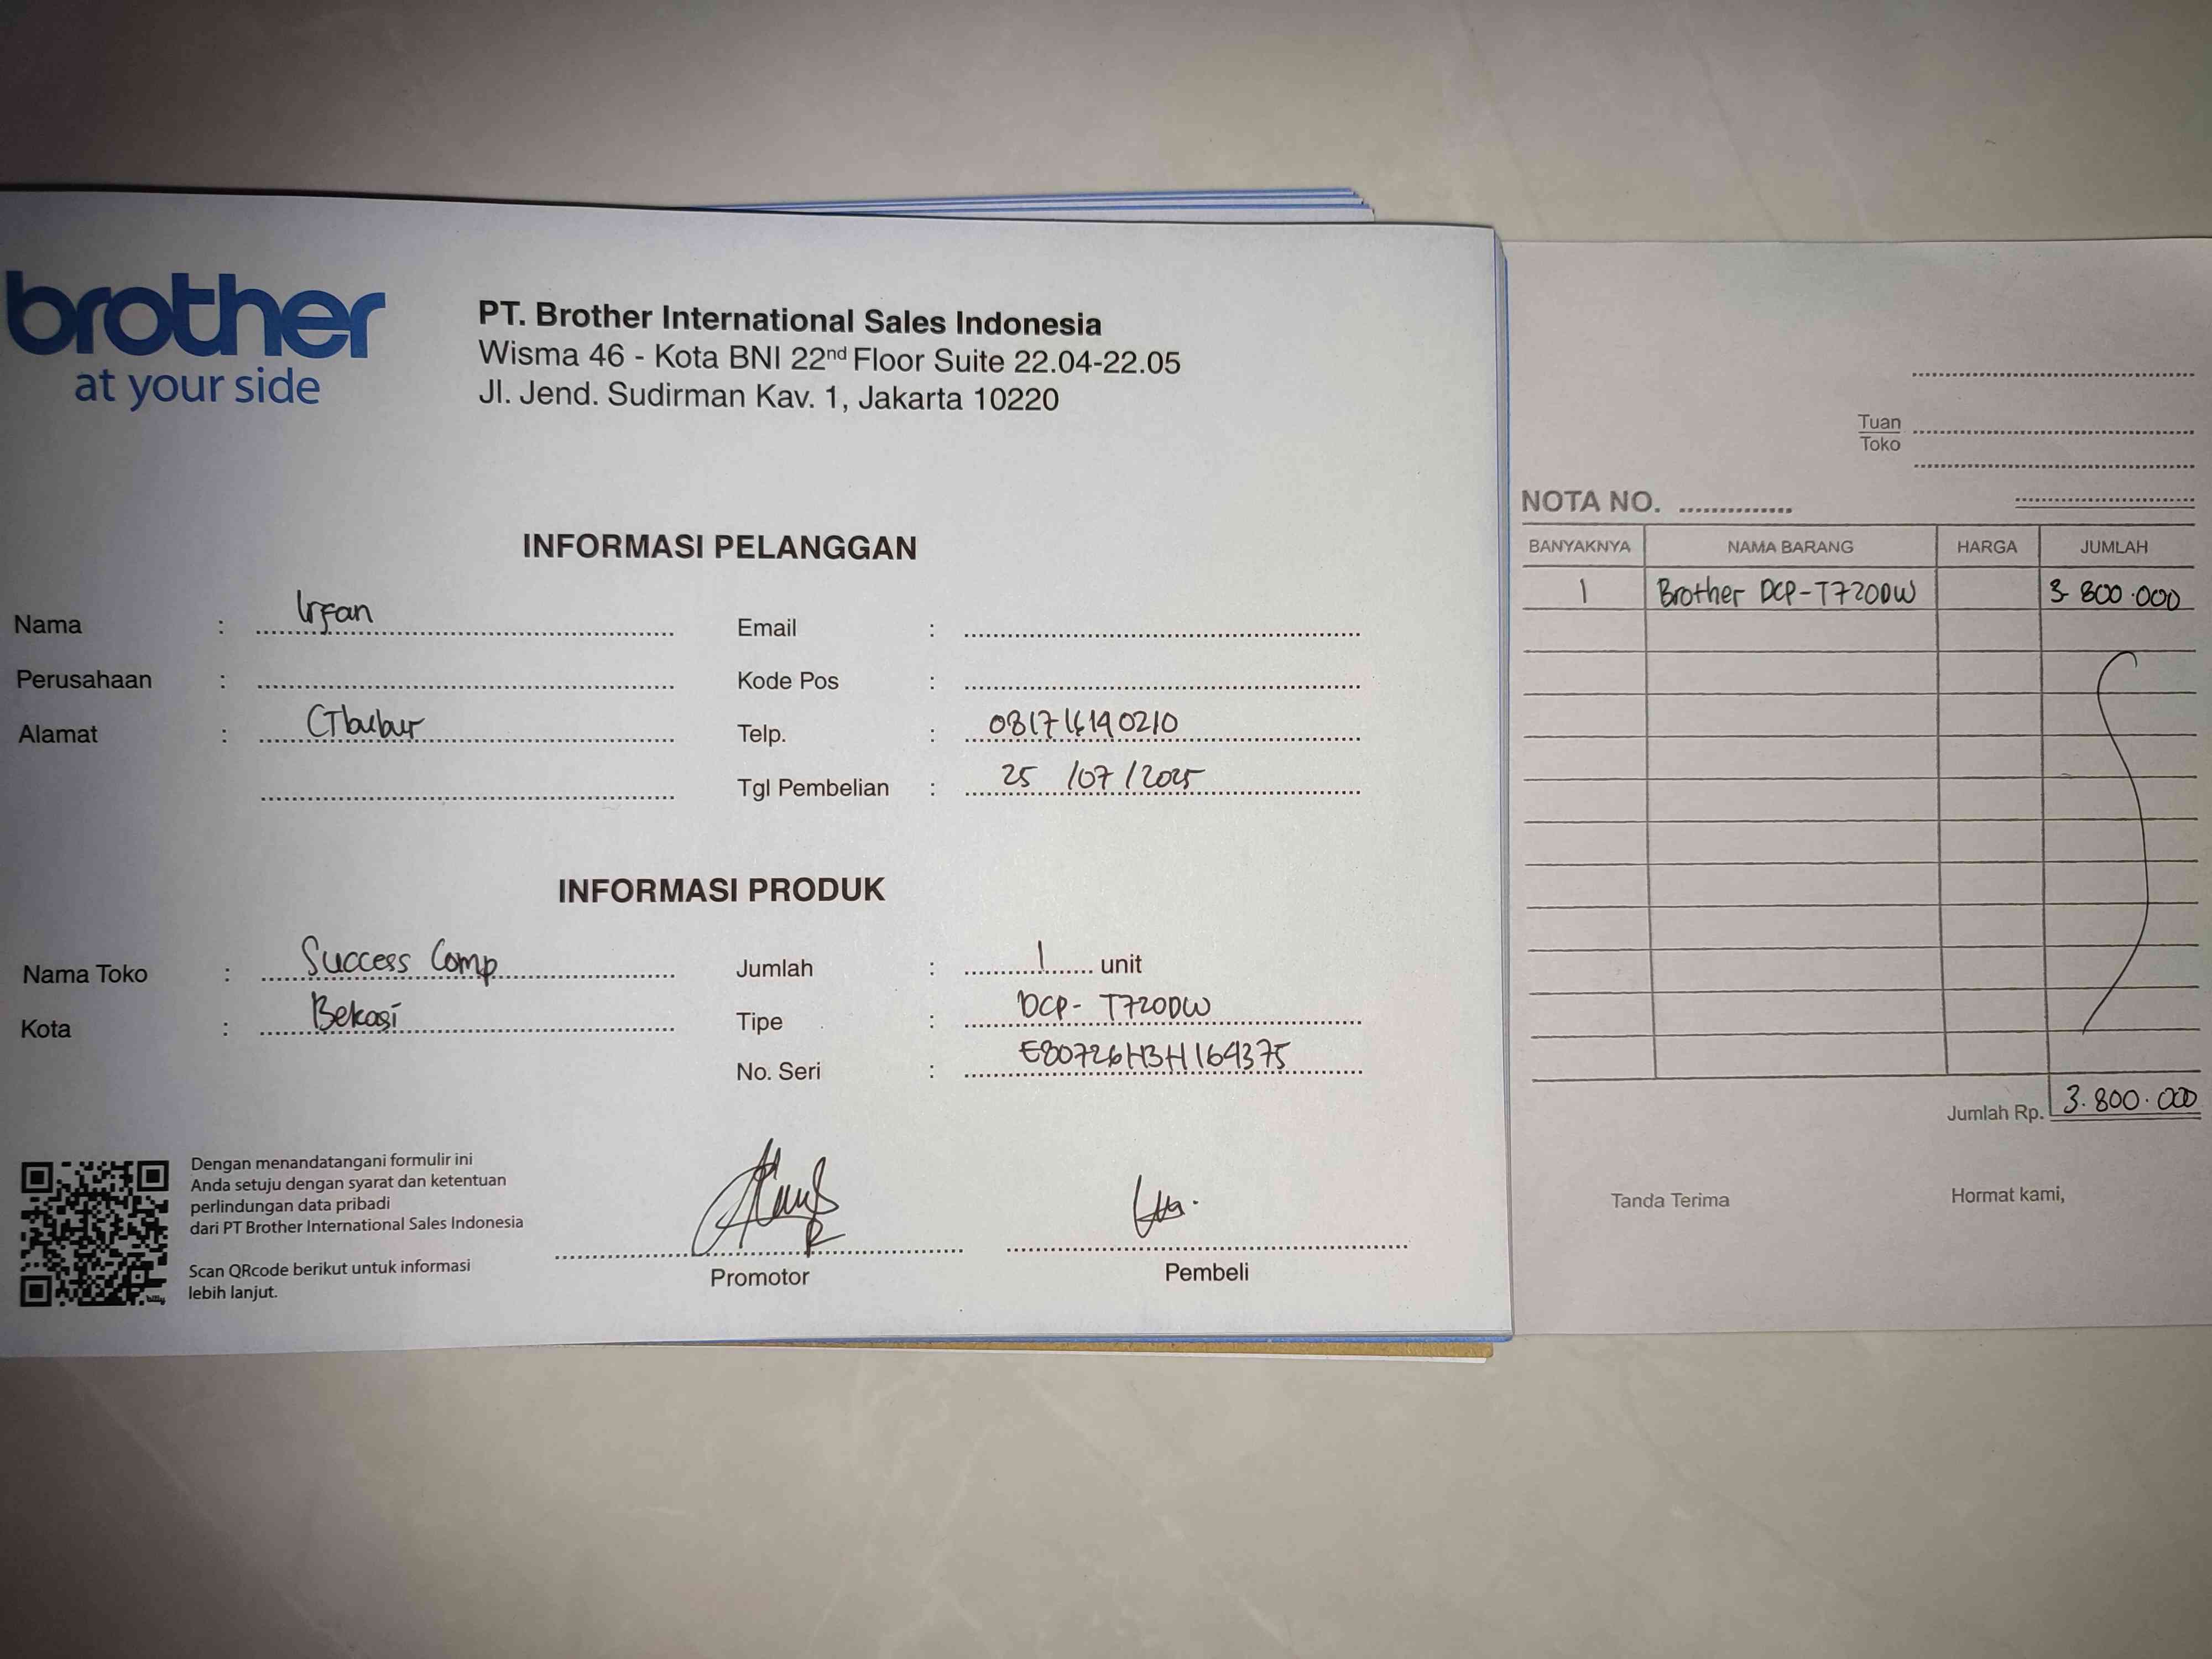 brother
at your side
PT. Brother International Sales Indonesia
Wisma 46 - Kota BNI 22nd Floor Suite 22.04-22.05
Jl. Jend. Sudirman Kav. 1, Jakarta 10220
INFORMASI PELANGGAN
Nama : Irfan
Perusahaan :
Alamat : CTbubur
Email :
Kode Pos :
Telp. :
Tgl Pembelian : 25 /07 / 2025
INFORMASI PRODUK
Nama Toko : Success Comp
Kota : Bekasi
Jumlah : 1 unit
Tipe : DCP- T720DW
No. Seri : E80726H3H164375
Dengan menandatangani formulir ini
Anda setuju dengan syarat dan ketentuan
perlindungan data pribadi
dari PT Brother International Sales Indonesia
Scan QRcode berikut untuk informasi
lebih lanjut.
Promotor
Pembeli
Tuan
Toko
NOTA NO.
BANYAKNYA NAMA BARANG HARGA JUMLAH
1 Brother DCP-T720DW 3.800.000
Jumlah Rp. 3.800.000
Tanda Terima
Hormat kami,